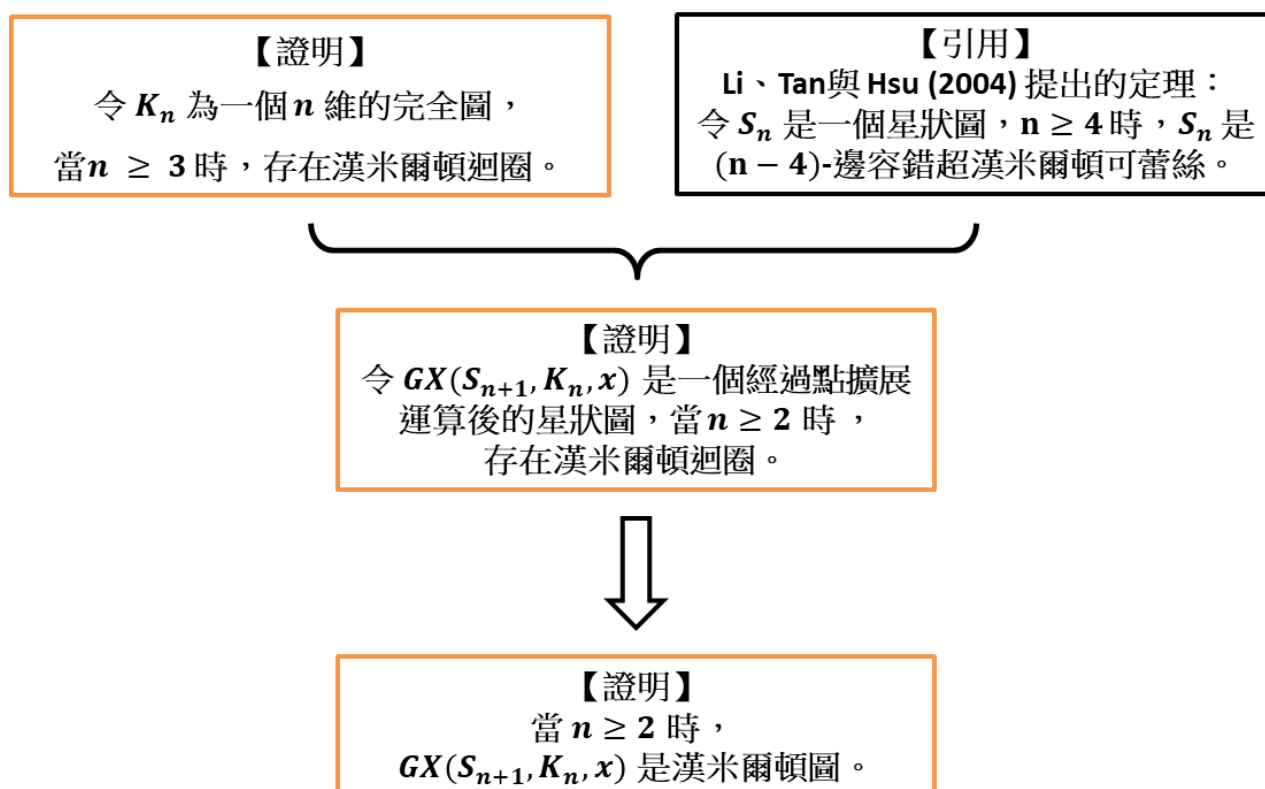 【證明】
令 Kₙ 為一個 n 維的完全圖，
當n ≥ 3 時，存在漢米爾頓迴圈。
【引用】
Li、Tan與 Hsu (2004) 提出的定理：
令 Sₙ 是一個星狀圖，n ≥ 4 時，Sₙ 是
(n − 4)-邊容錯超漢米爾頓可蕾絲。
【證明】
令 GX(Sₙ₊₁, Kₙ, x) 是一個經過點擴展
運算後的星狀圖，當 n ≥ 2 時，
存在漢米爾頓迴圈。
【證明】
當 n ≥ 2 時，
GX(Sₙ₊₁, Kₙ, x) 是漢米爾頓圖。